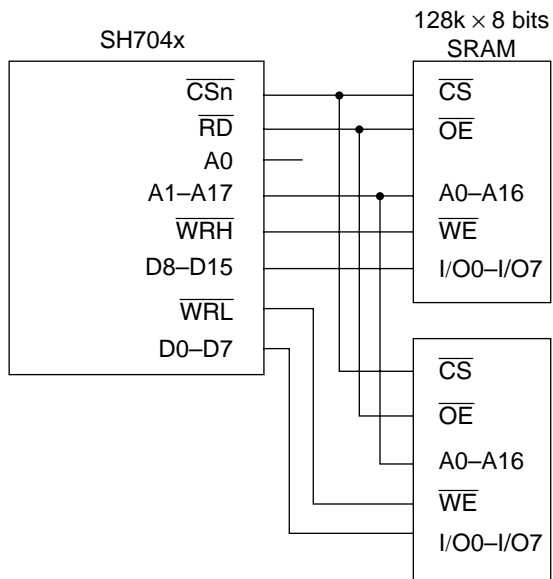 128k × 8 bits
SRAM
SH704x
CSn
RD
A0
A1–A17
WRH
D8–D15
WRL
D0–D7
CS
OE
A0–A16
WE
I/O0–I/O7
CS
OE
A0–A16
WE
I/O0–I/O7